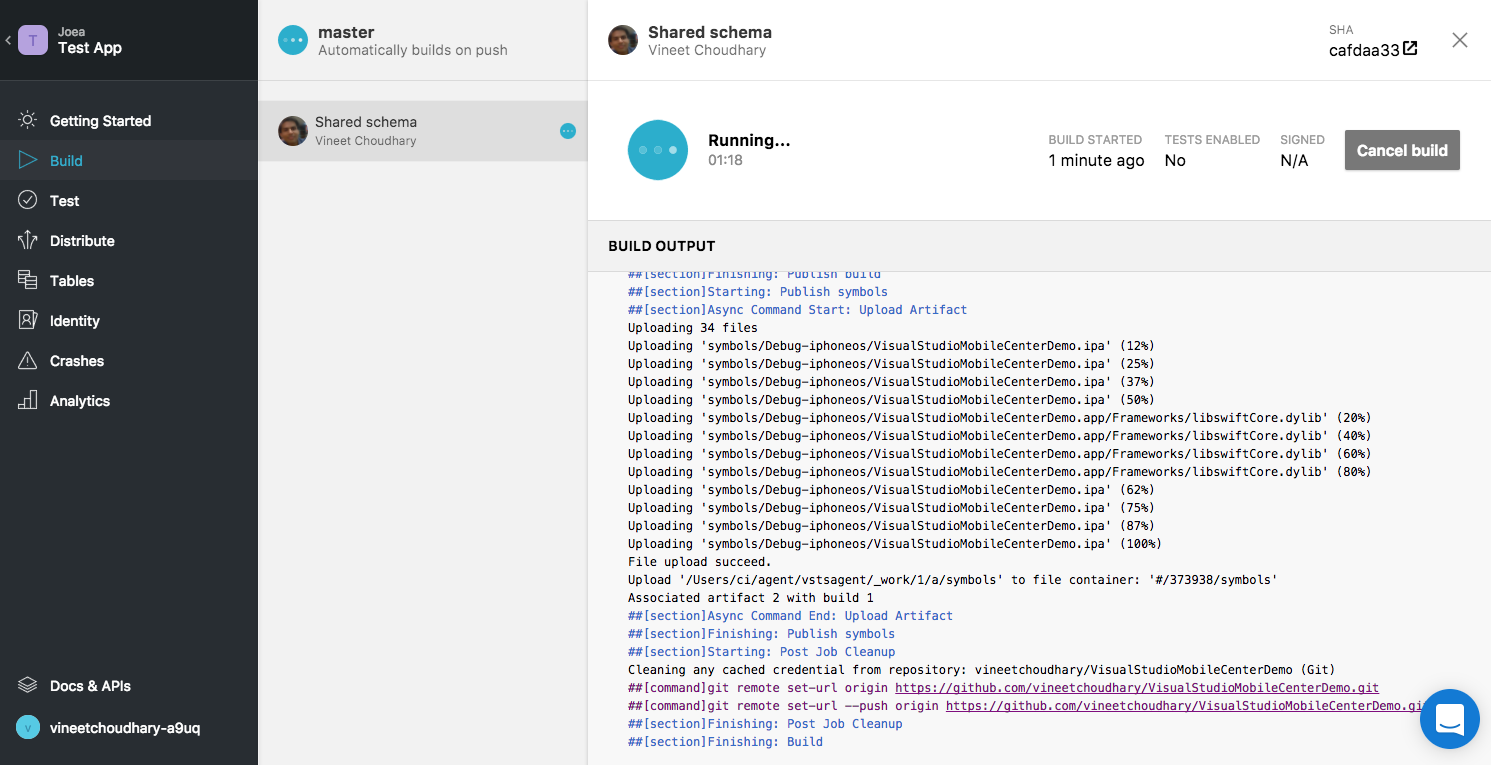 Joea
T
Test App
Getting Started
Build
Test
Distribute
Tables
Identity
Crashes
Analytics
Docs & APIs
v
vineetchoudhary-a9uq
master
Automatically builds on push
Shared schema
Vineet Choudhary
Shared schema
Vineet Choudhary
SHA
cafdaa33
Running...
01:18
BUILD STARTED
1 minute ago
TESTS ENABLED
No
SIGNED
N/A
Cancel build
BUILD OUTPUT
##[section]Finishing: Publish build
##[section]Starting: Publish symbols
##[section]Async Command Start: Upload Artifact
Uploading 34 files
Uploading 'symbols/Debug-iphoneos/VisualStudioMobileCenterDemo.ipa' (12%)
Uploading 'symbols/Debug-iphoneos/VisualStudioMobileCenterDemo.ipa' (25%)
Uploading 'symbols/Debug-iphoneos/VisualStudioMobileCenterDemo.ipa' (37%)
Uploading 'symbols/Debug-iphoneos/VisualStudioMobileCenterDemo.ipa' (50%)
Uploading 'symbols/Debug-iphoneos/VisualStudioMobileCenterDemo.app/Frameworks/libswiftCore.dylib' (20%)
Uploading 'symbols/Debug-iphoneos/VisualStudioMobileCenterDemo.app/Frameworks/libswiftCore.dylib' (40%)
Uploading 'symbols/Debug-iphoneos/VisualStudioMobileCenterDemo.app/Frameworks/libswiftCore.dylib' (60%)
Uploading 'symbols/Debug-iphoneos/VisualStudioMobileCenterDemo.app/Frameworks/libswiftCore.dylib' (80%)
Uploading 'symbols/Debug-iphoneos/VisualStudioMobileCenterDemo.ipa' (62%)
Uploading 'symbols/Debug-iphoneos/VisualStudioMobileCenterDemo.ipa' (75%)
Uploading 'symbols/Debug-iphoneos/VisualStudioMobileCenterDemo.ipa' (87%)
Uploading 'symbols/Debug-iphoneos/VisualStudioMobileCenterDemo.ipa' (100%)
File upload succeed.
Upload '/Users/ci/agent/vstsagent/_work/1/a/symbols' to file container: '#/373938/symbols'
Associated artifact 2 with build 1
##[section]Async Command End: Upload Artifact
##[section]Finishing: Publish symbols
##[section]Starting: Post Job Cleanup
Cleaning any cached credential from repository: vineetchoudhary/VisualStudioMobileCenterDemo (Git)
##[command]git remote set-url origin https://github.com/vineetchoudhary/VisualStudioMobileCenterDemo.git
##[command]git remote set-url --push origin https://github.com/vineetchoudhary/VisualStudioMobileCenterDemo.gi
##[section]Finishing: Post Job Cleanup
##[section]Finishing: Build